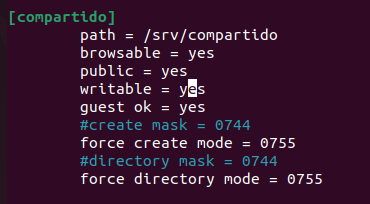 [compartido]
path = /srv/compartido
browsable = yes
public = yes
writable = yes
guest ok = yes
#create mask = 0744
force create mode = 0755
#directory mask = 0744
force directory mode = 0755